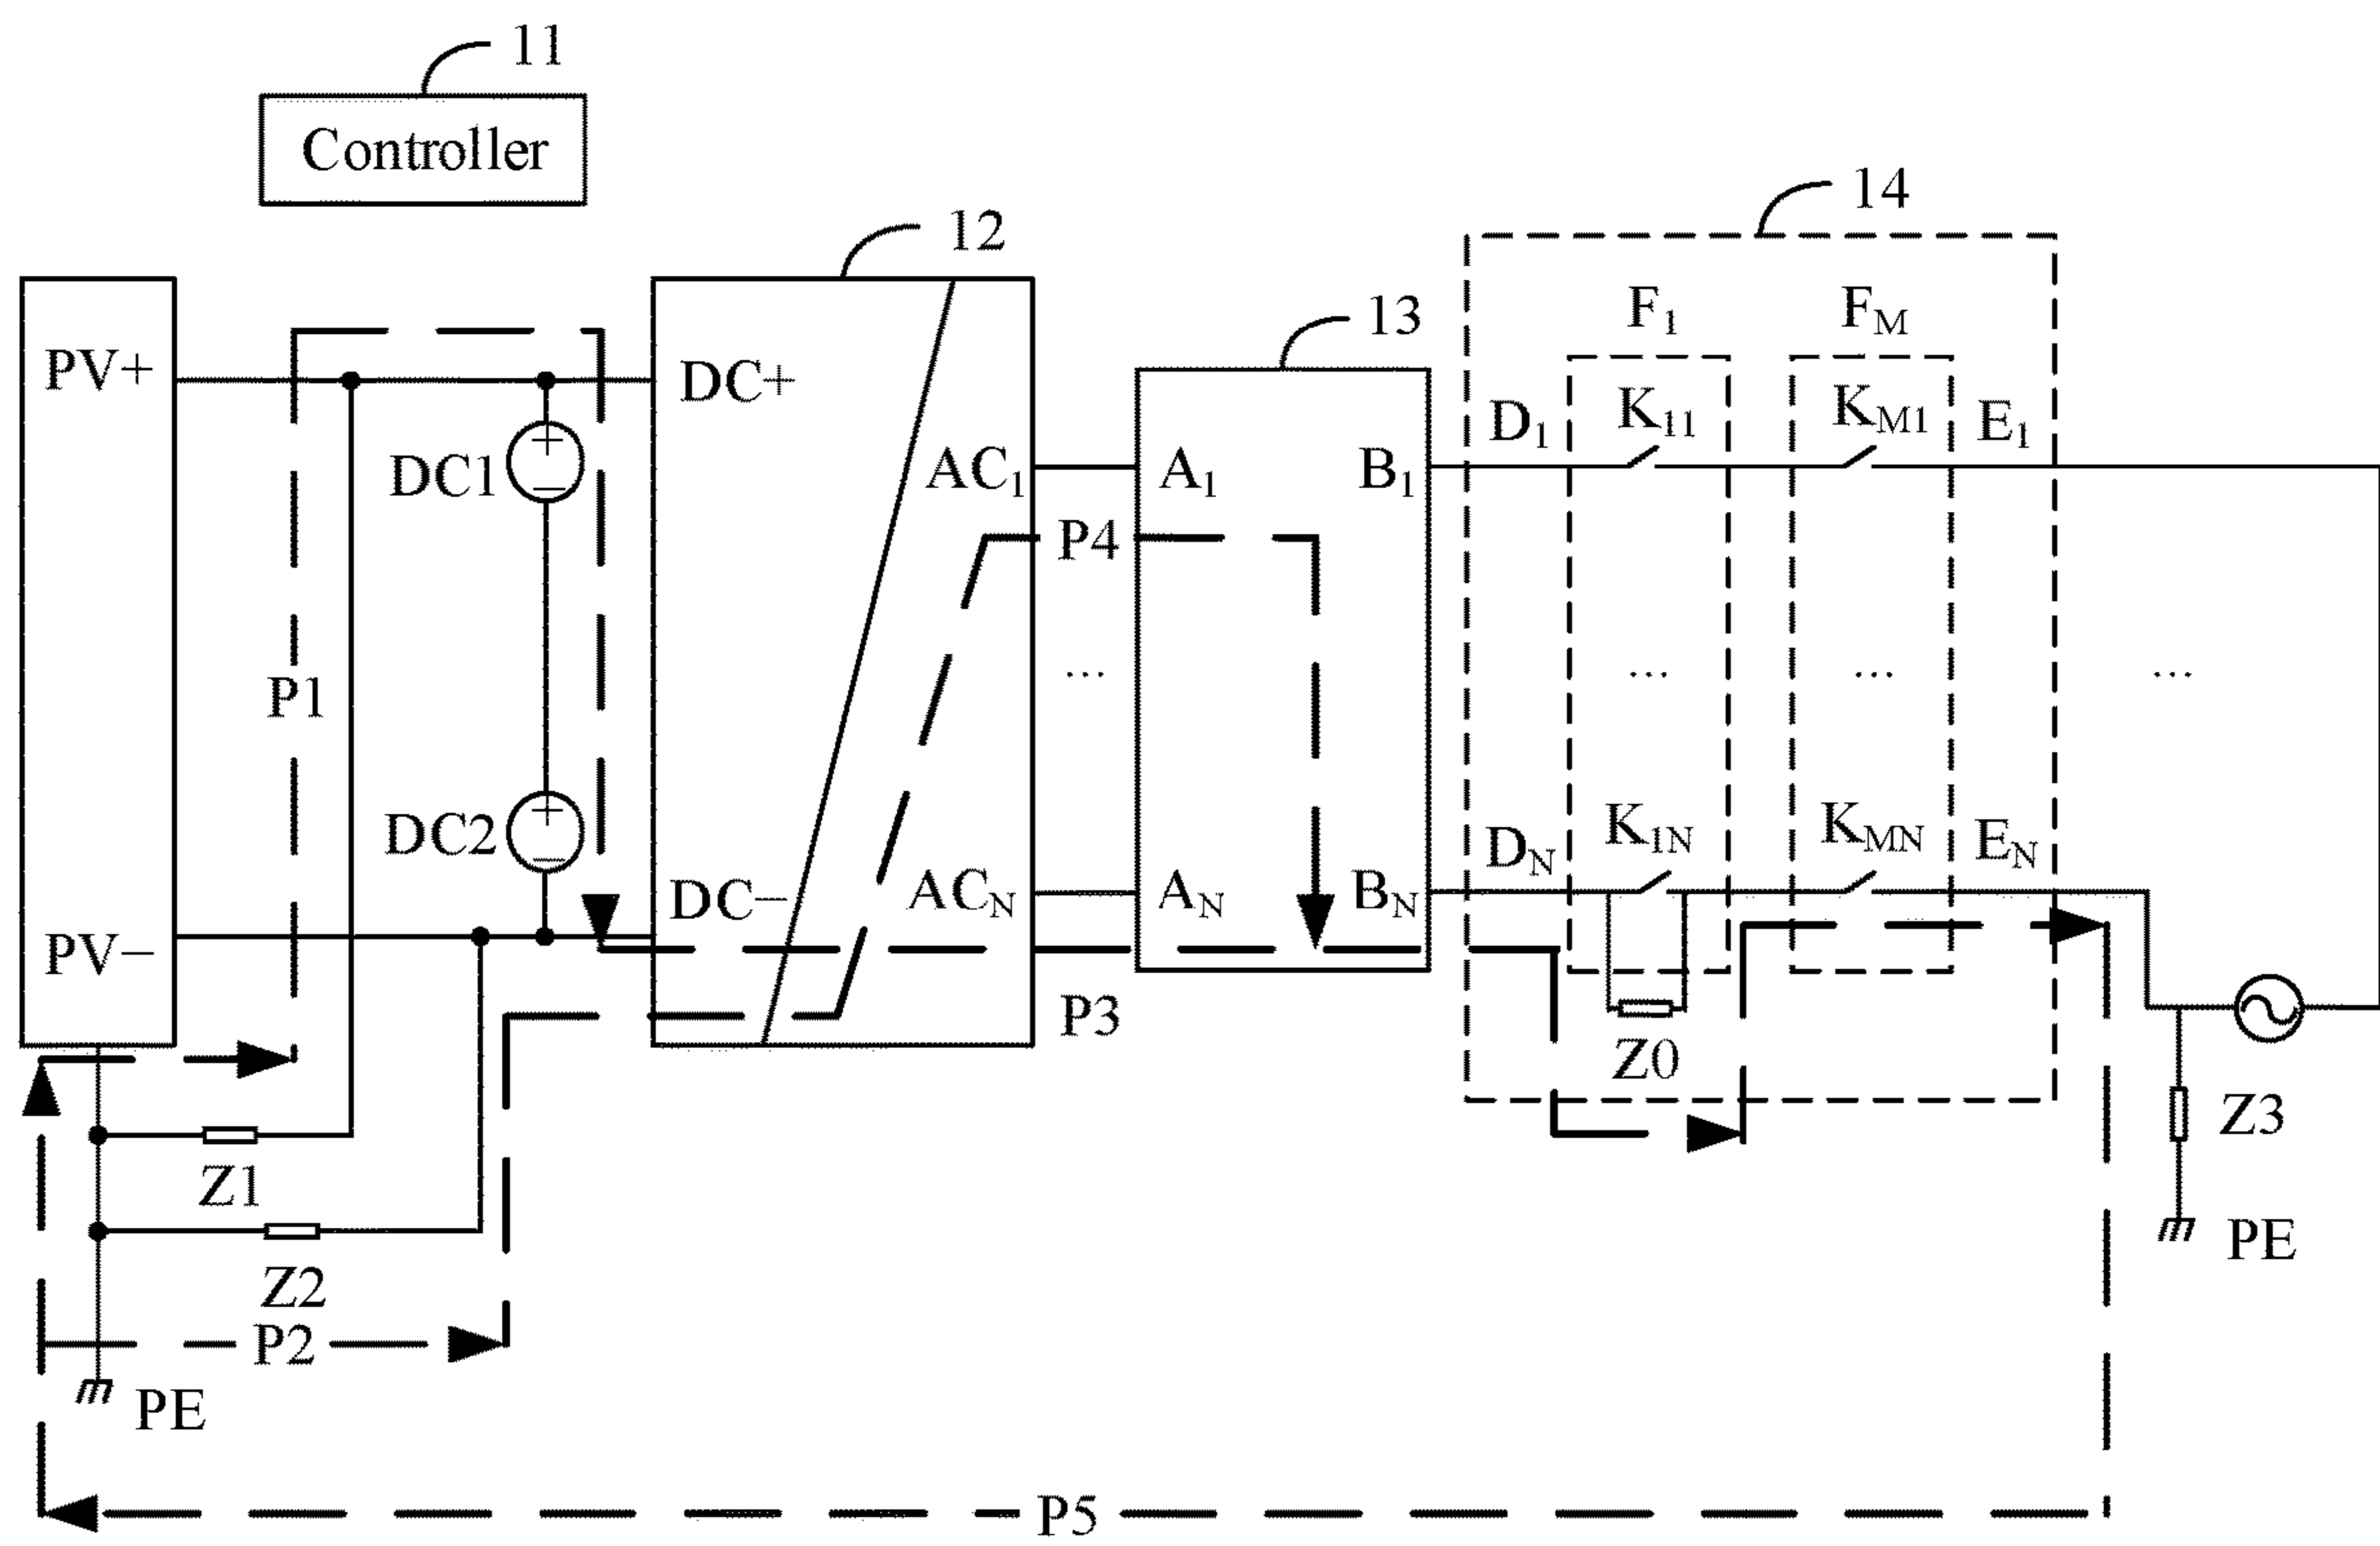 11
Controller
14
12
F1 FM
13
PV+ DC+ K11 KM1
D1 E1
DC1 + − AC1 A1 B1
P4
... ... ... ...
P1
DC2 + − K1N KMN
DN EN
DC− ACN AN BN
PV−
P3
Z0
Z3
Z1
PE
Z2
P2
PE
P5